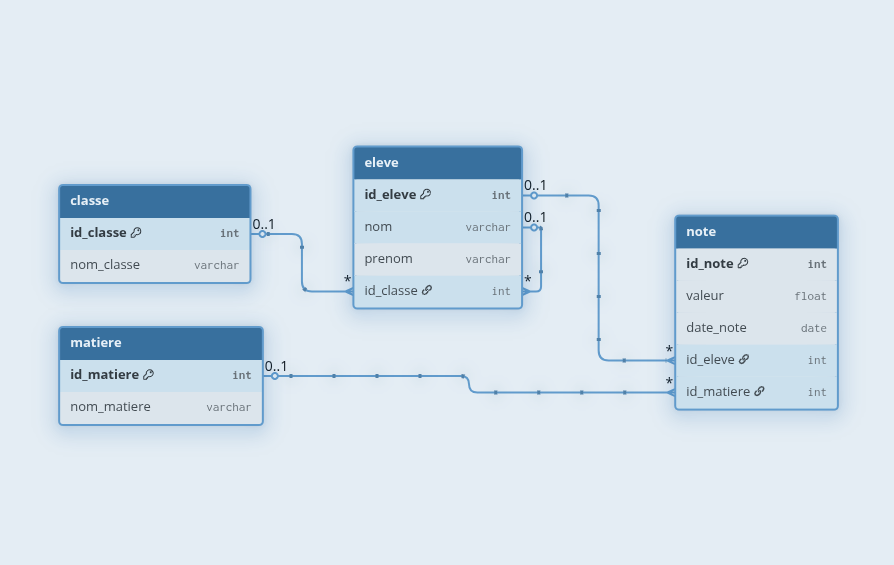 classe
id_classe int
nom_classe varchar
0..1
*
matiere
id_matiere int
nom_matiere varchar
0..1
*
eleve
id_eleve int
nom varchar
prenom varchar
id_classe int
0..1
0..1
*
*
note
id_note int
valeur float
date_note date
id_eleve int
id_matiere int